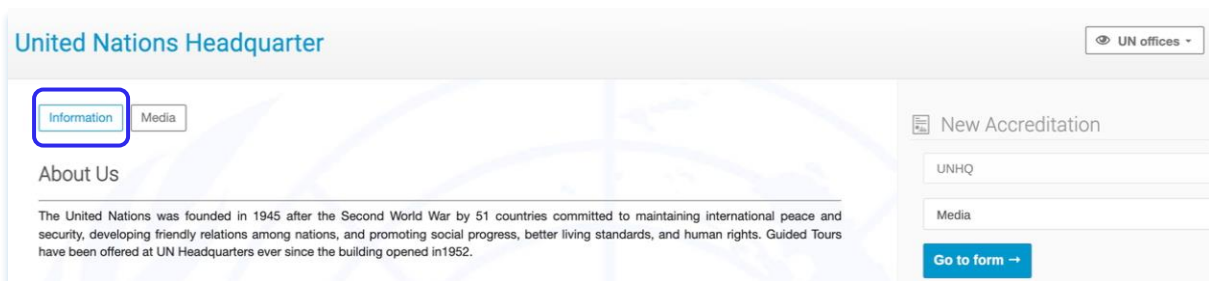 United Nations Headquarter
UN offices
Information
Media
About Us
The United Nations was founded in 1945 after the Second World War by 51 countries committed to maintaining international peace and
security, developing friendly relations among nations, and promoting social progress, better living standards, and human rights. Guided Tours
have been offered at UN Headquarters ever since the building opened in1952.
New Accreditation
UNHQ
Media
Go to form →